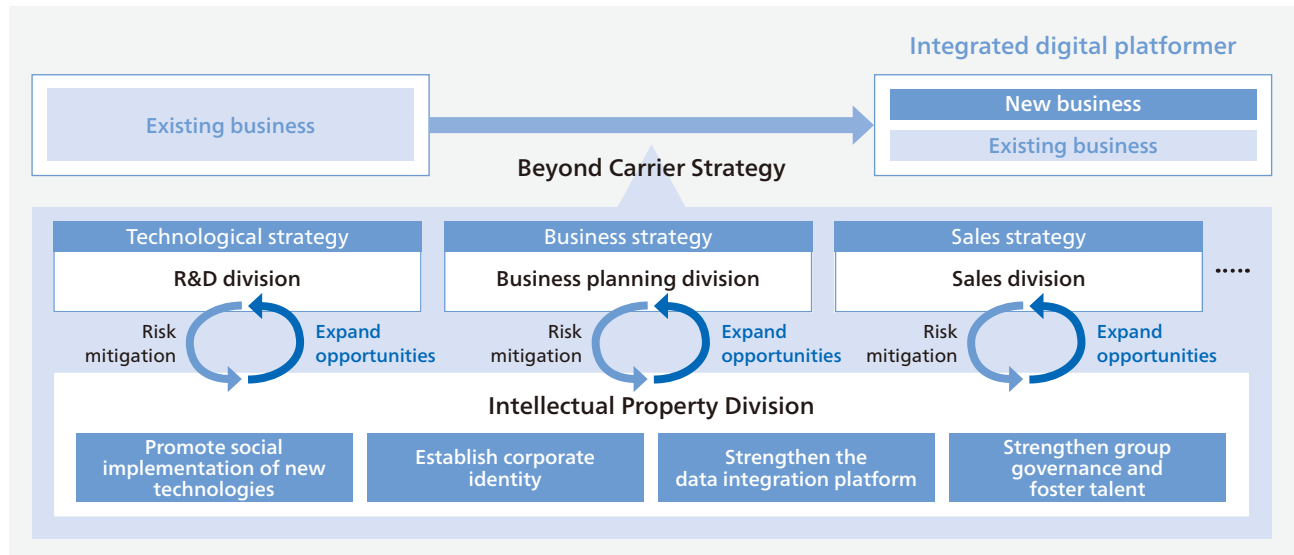 Integrated digital platformer
Existing business
New business
Existing business
Beyond Carrier Strategy
Technological strategy
R&D division
Business strategy
Business planning division
Sales strategy
Sales division
.....
Risk
mitigation
Expand
opportunities
Risk
mitigation
Expand
opportunities
Risk
mitigation
Expand
opportunities
Intellectual Property Division
Promote social
implementation of new
technologies
Establish corporate
identity
Strengthen the
data integration platform
Strengthen group
governance and
foster talent